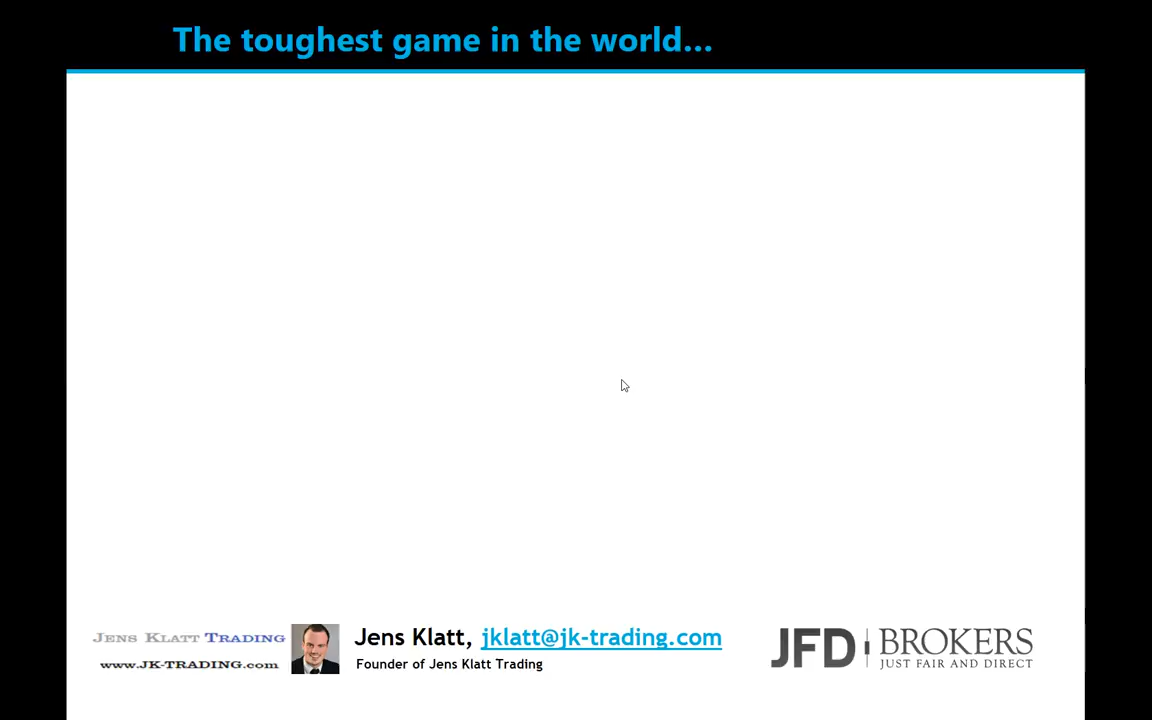 The toughest game in the world...
JENS KLATT TRADING
www.JK-TRADING.com
Jens Klatt, jklatt@jk-trading.com
Founder of Jens Klatt Trading
JFD BROKERS
JUST FAIR AND DIRECT